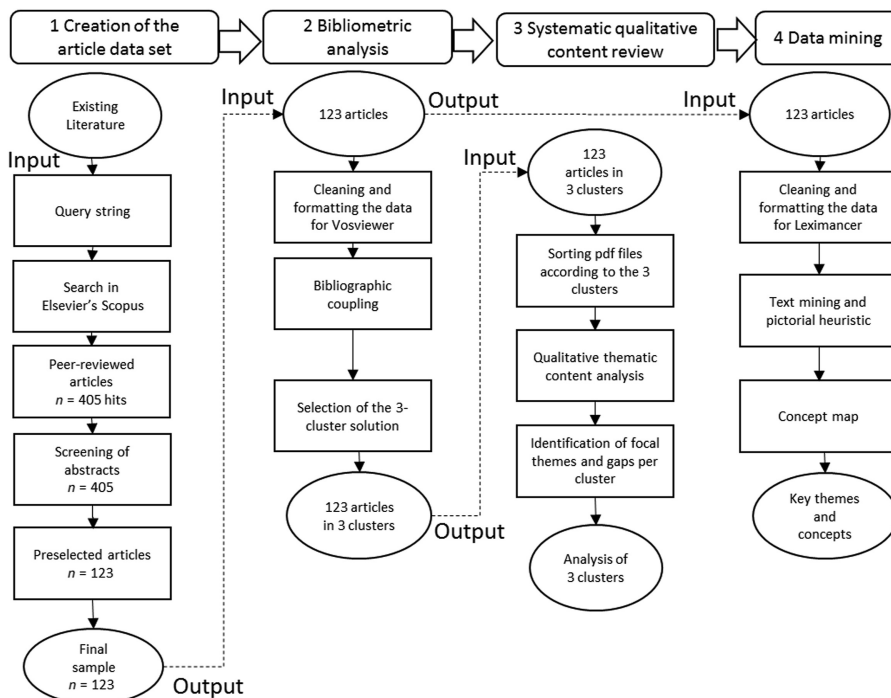 1 Creation of the
article data set
2 Bibliometric
analysis
3 Systematic qualitative
content review
4 Data mining
Existing
Literature
Input
Query string
Search in
Elsevier's Scopus
Peer-reviewed
articles
n = 405 hits
Screening of
abstracts
n = 405
Preselected articles
n = 123
Final
sample
n = 123
Output
Input
123 articles
Output
Cleaning and
formatting the data
for Vosviewer
Bibliographic
coupling
Selection of the 3-
cluster solution
123 articles
in 3 clusters
Output
Input
123
articles in
3 clusters
Sorting pdf files
according to the 3
clusters
Qualitative thematic
content analysis
Identification of focal
themes and gaps per
cluster
Analysis of
3 clusters
Input
123 articles
Cleaning and
formatting the data
for Leximancer
Text mining and
pictorial heuristic
Concept map
Key themes
and
concepts